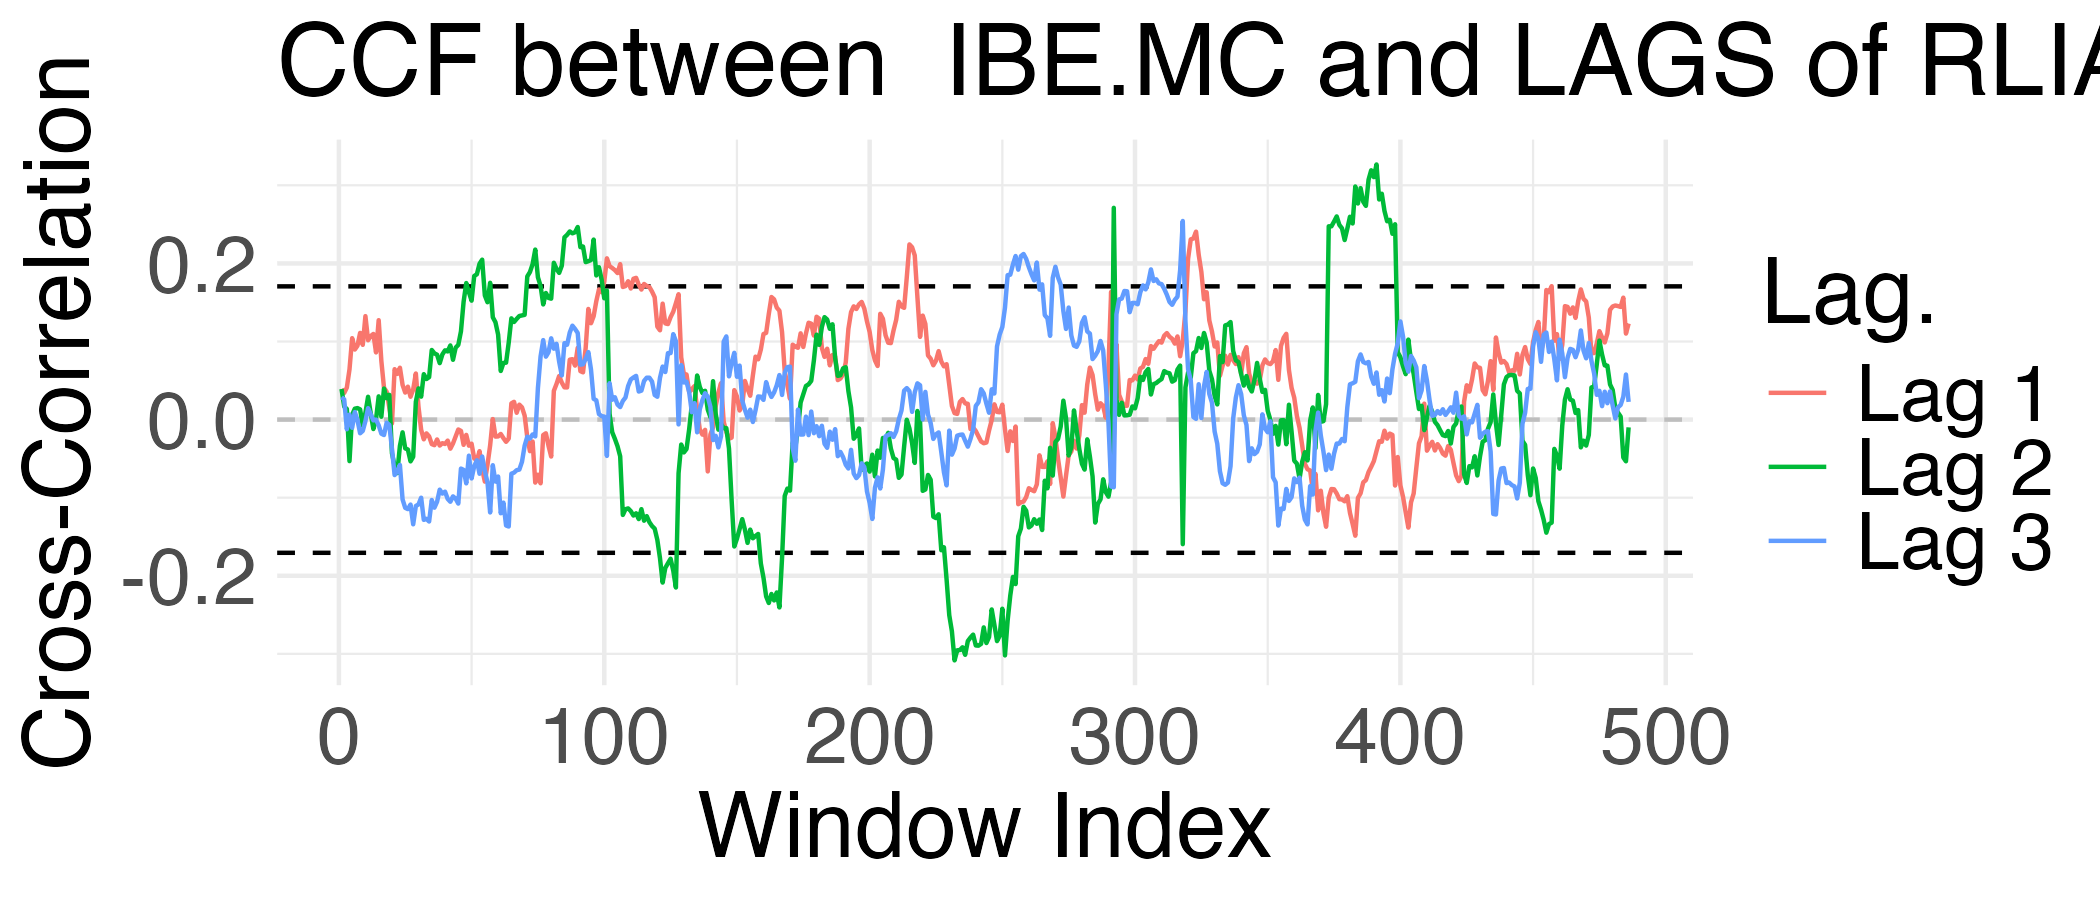 CCF between  IBE.MC and LAGS of RLIA
Cross-Correlation
0.2
0.0
-0.2
0
100
200
300
400
500
Window Index
Lag.
Lag 1
Lag 2
Lag 3